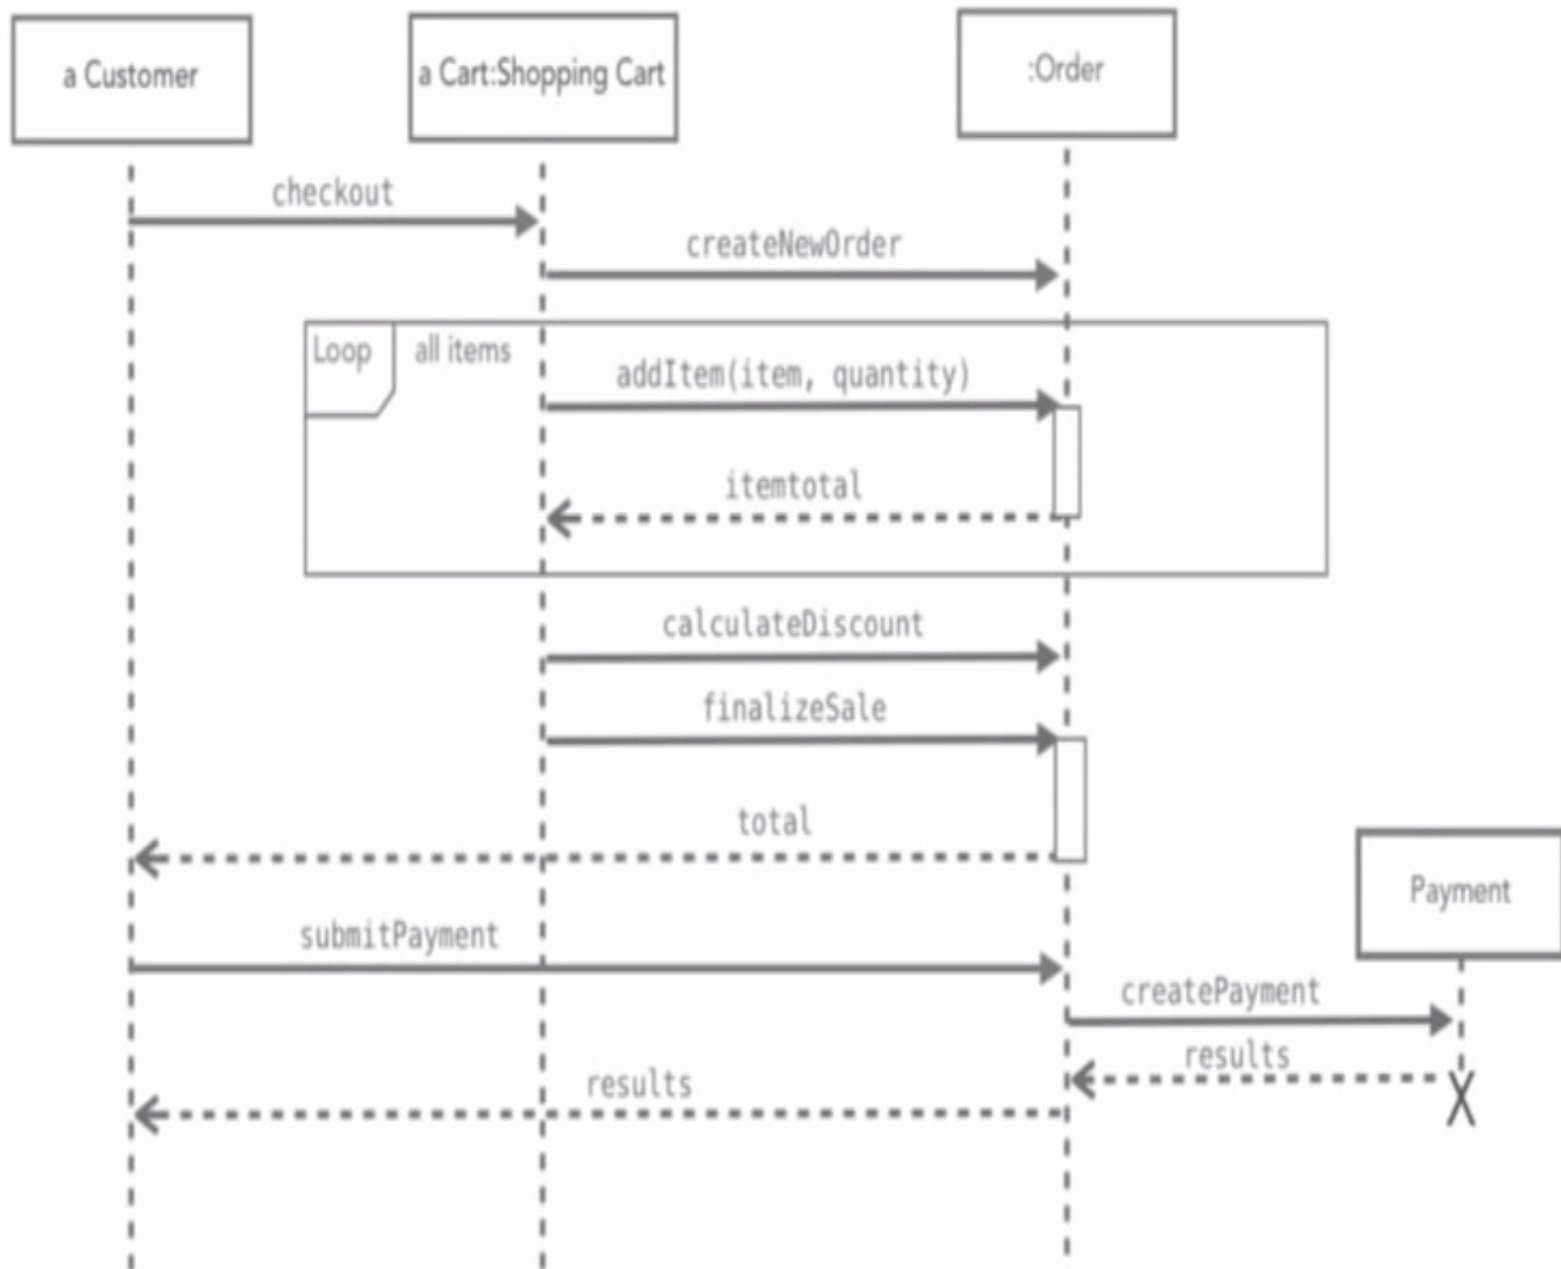 a Customer
a Cart:Shopping Cart
:Order
checkout
createNewOrder
Loop
all items
addItem(item, quantity)
itemtotal
calculateDiscount
finalizeSale
total
Payment
submitPayment
createPayment
results
results